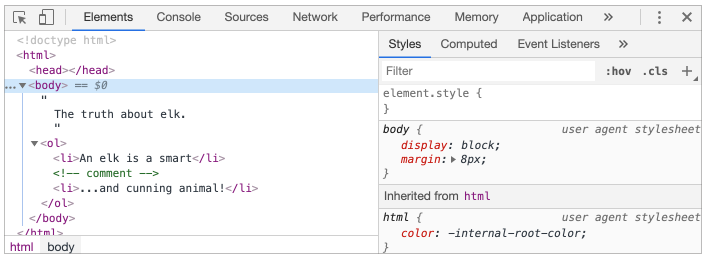 Elements Console Sources Network Performance Memory Application »
<!doctype html>
<html>
<head></head>
… ▼<body> == $0
"
The truth about elk.
"
▼<ol>
<li>An elk is a smart</li>
<!-- comment -->
<li>...and cunning animal!</li>
</ol>
</body>
</html>
html body
Styles Computed Event Listeners »
Filter :hov .cls +
element.style {
}
body { user agent stylesheet
display: block;
margin: ▶ 8px;
}
Inherited from html
html { user agent stylesheet
color: -internal-root-color;
}